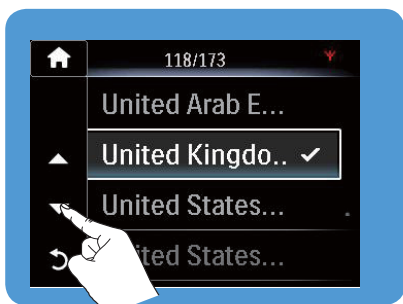 118/173
United Arab E...
United Kingdo.. ✓
United States...
ited States...